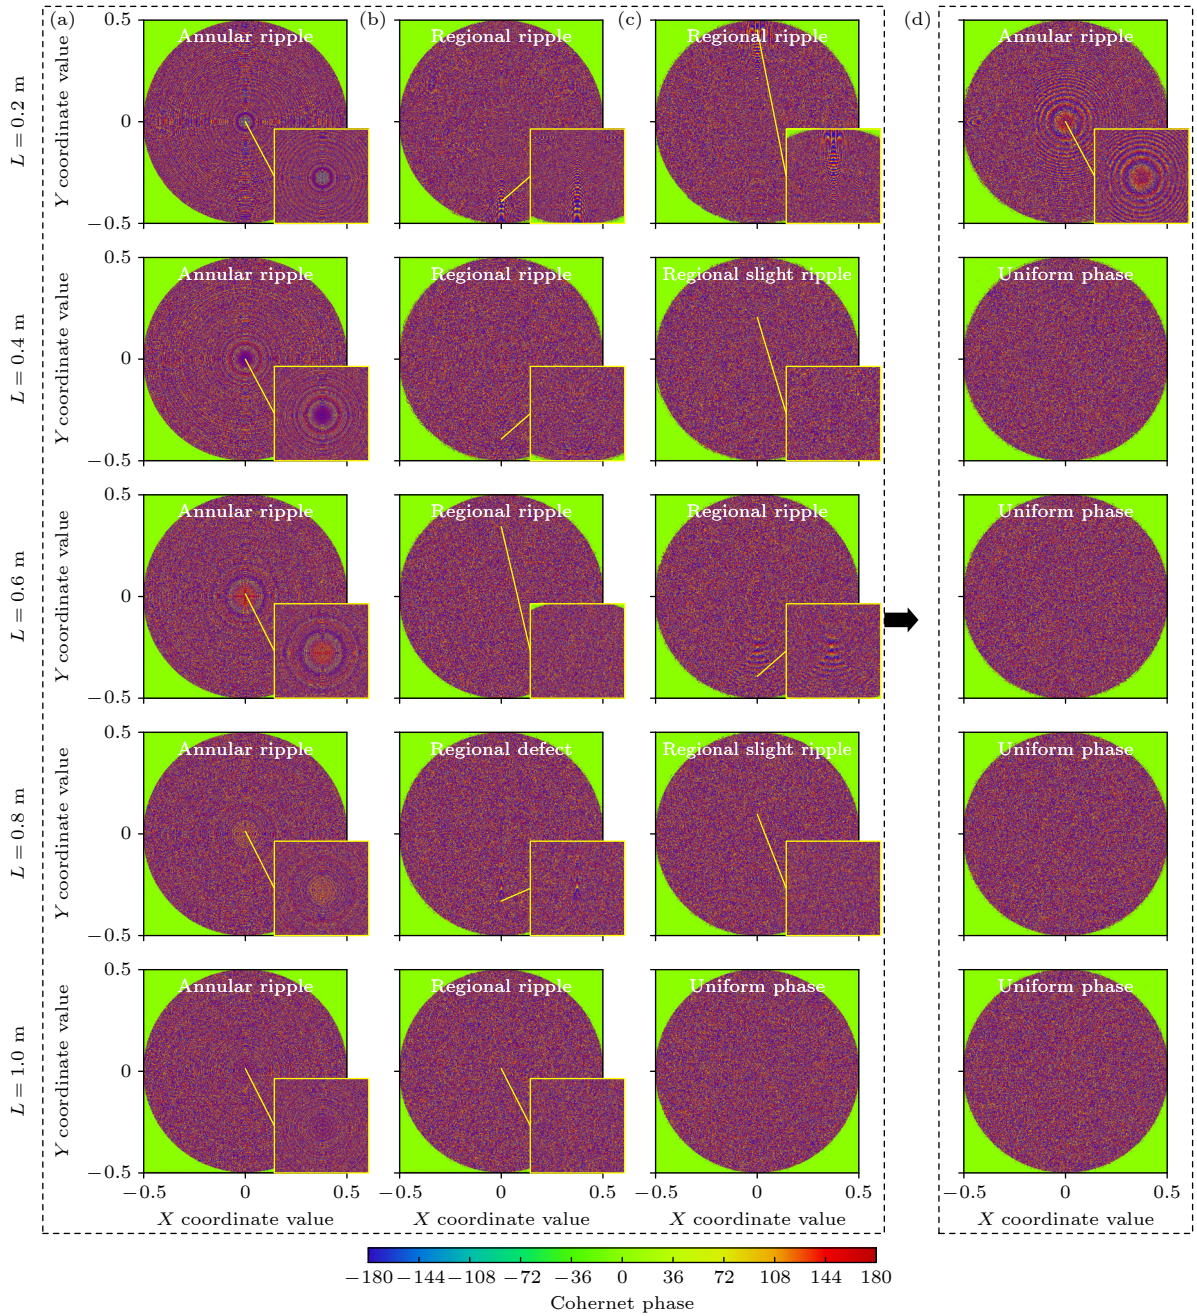 (a) (b) (c) (d)
Annular ripple Regional ripple Regional ripple Annular ripple
L = 0.2 m
Y coordinate value
0.5
0
−0.5
Annular ripple Regional ripple Regional slight ripple Uniform phase
L = 0.4 m
Y coordinate value
0.5
0
−0.5
Annular ripple Regional ripple Regional ripple Uniform phase
L = 0.6 m
Y coordinate value
0.5
0
−0.5
Annular ripple Regional defect Regional slight ripple Uniform phase
L = 0.8 m
Y coordinate value
0.5
0
−0.5
Annular ripple Regional ripple Uniform phase Uniform phase
L = 1.0 m
Y coordinate value
0.5
0
−0.5
−0.5 0 0.5 0 0.5 0 0.5 −0.5 0 0.5
X coordinate value X coordinate value X coordinate value X coordinate value
−180 −144 −108 −72 −36 0 36 72 108 144 180
Cohernet phase